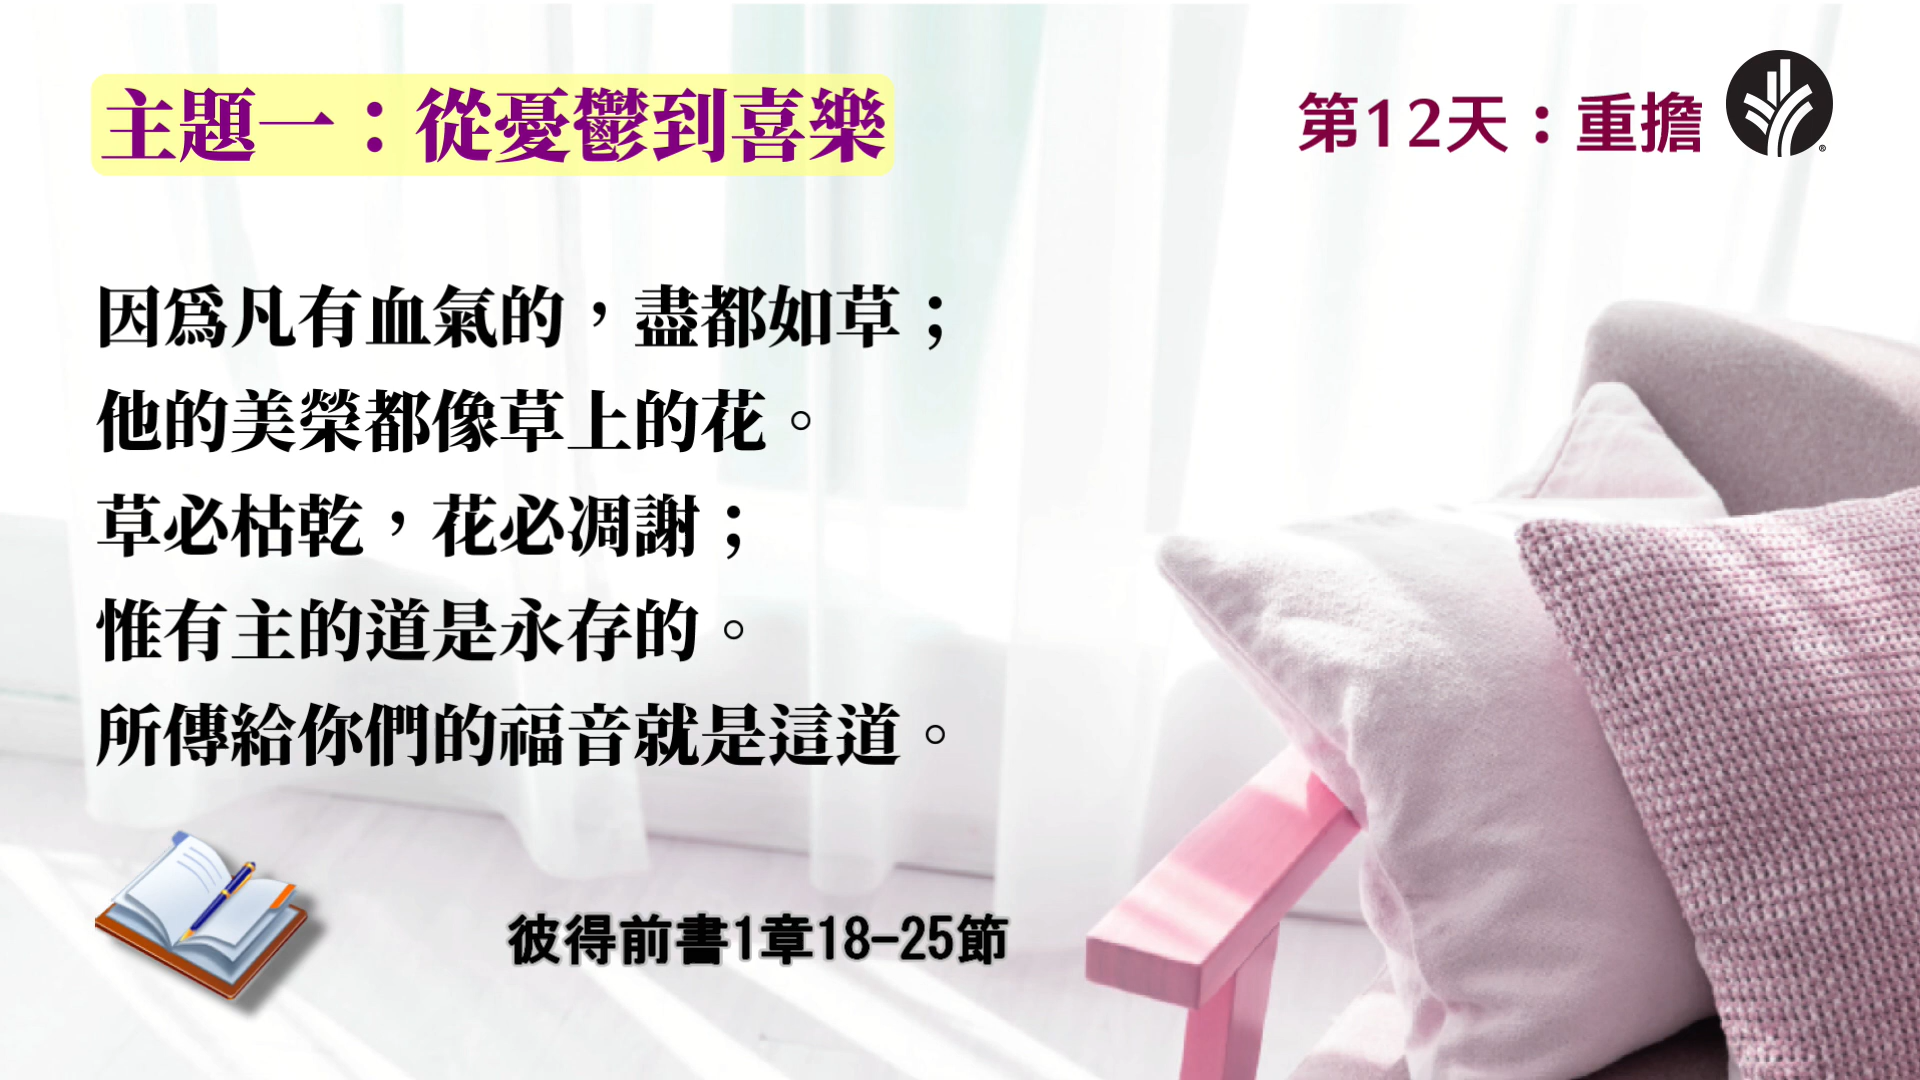 主題一：從憂鬱到喜樂
第12天：重擔
因爲凡有血氣的，盡都如草；
他的美榮都像草上的花。
草必枯乾，花必凋謝；
惟有主的道是永存的。
所傳給你們的福音就是這道。
彼得前書1章18-25節